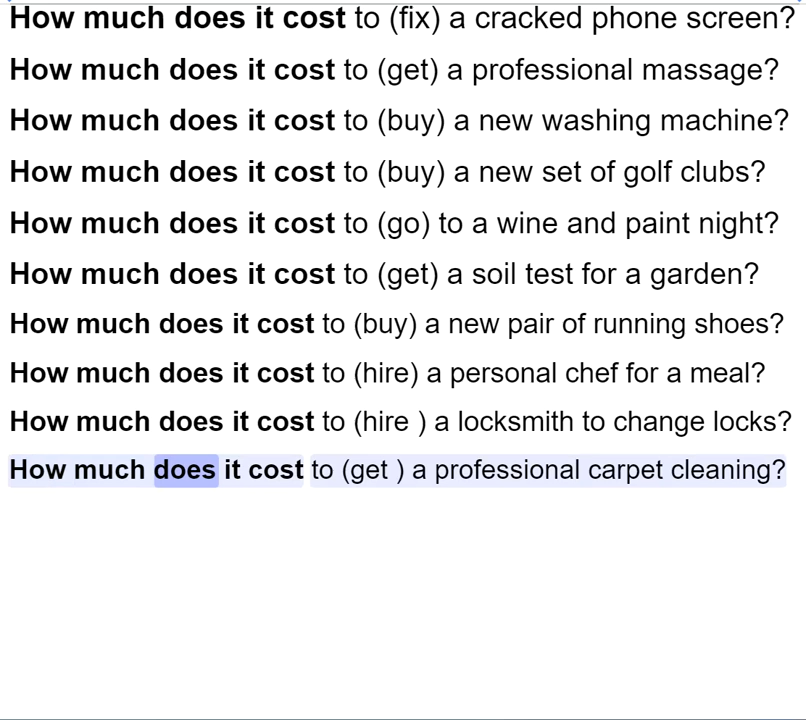 How much does it cost to (fix) a cracked phone screen?
How much does it cost to (get) a professional massage?
How much does it cost to (buy) a new washing machine?
How much does it cost to (buy) a new set of golf clubs?
How much does it cost to (go) to a wine and paint night?
How much does it cost to (get) a soil test for a garden?
How much does it cost to (buy) a new pair of running shoes?
How much does it cost to (hire) a personal chef for a meal?
How much does it cost to (hire ) a locksmith to change locks?
How much does it cost to (get ) a professional carpet cleaning?